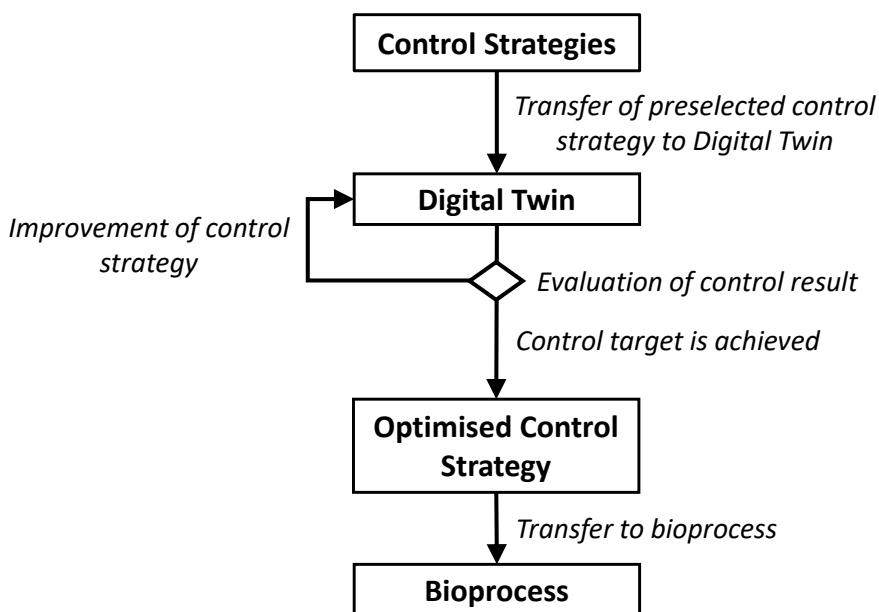 Control Strategies
Transfer of preselected control
strategy to Digital Twin
Digital Twin
Improvement of control
strategy
Evaluation of control result
Control target is achieved
Optimised Control
Strategy
Transfer to bioprocess
Bioprocess